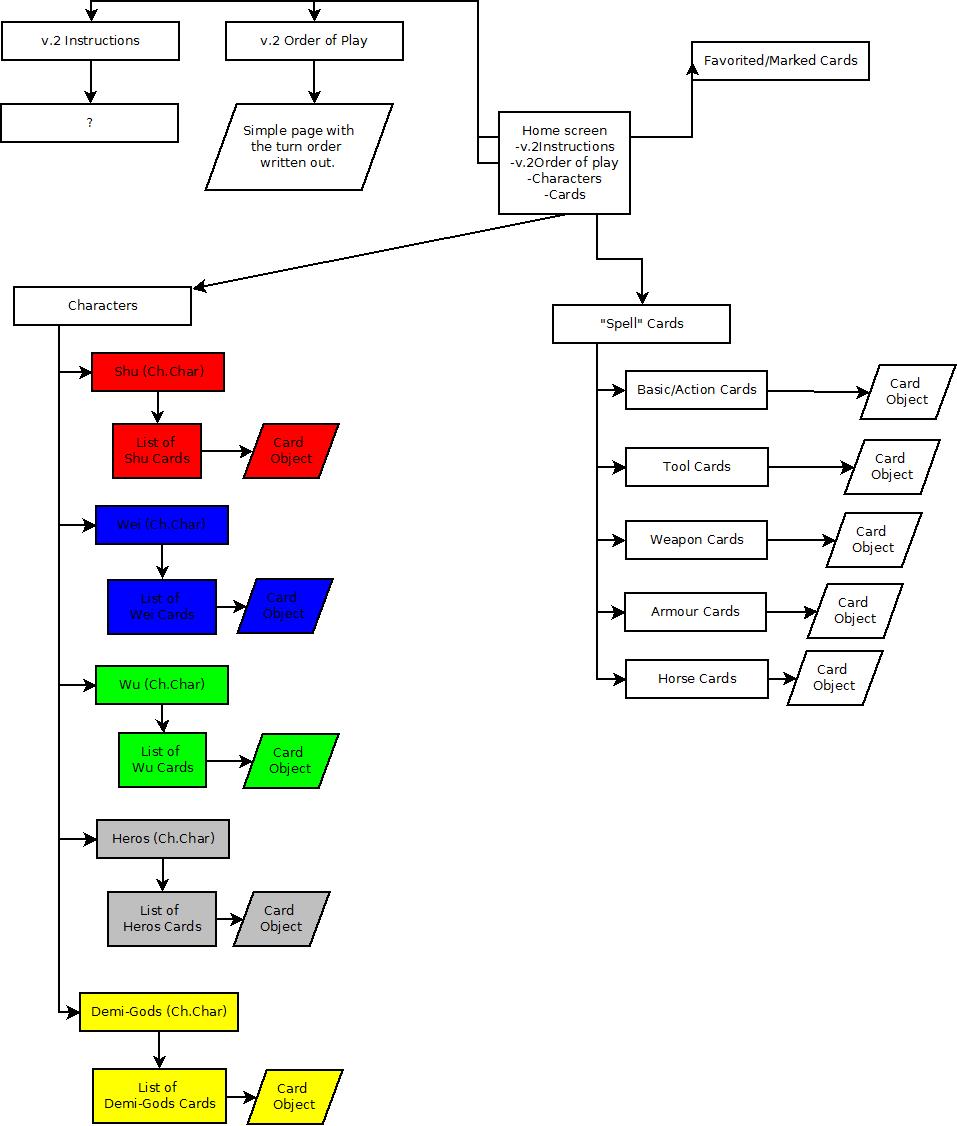 v.2 Instructions
v.2 Order of Play
Favorited/Marked Cards
?
Simple page with
the turn order
written out.
Home screen
-v.2Instructions
-v.2Order of play
-Characters
-Cards
Characters
"Spell" Cards
Shu (Ch.Char)
List of
Shu Cards
Card
Object
Wei (Ch.Char)
List of
Wei Cards
Card
Object
Wu (Ch.Char)
List of
Wu Cards
Card
Object
Heros (Ch.Char)
List of
Heros Cards
Card
Object
Demi-Gods (Ch.Char)
List of
Demi-Gods Cards
Card
Object
Basic/Action Cards
Card
Object
Tool Cards
Card
Object
Weapon Cards
Card
Object
Armour Cards
Card
Object
Horse Cards
Card
Object